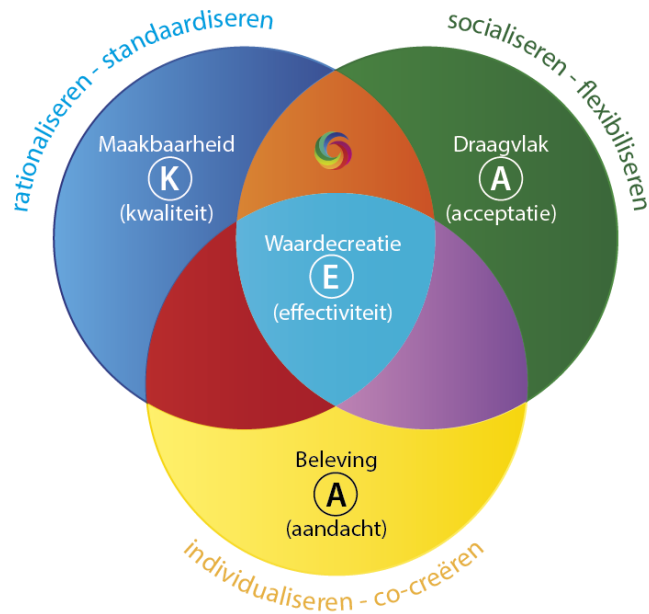 rationaliseren - standaardiseren
socialiseren - flexibiliseren
Maakbaarheid
K
(kwaliteit)
Draagvlak
A
(acceptatie)
Waardecreatie
E
(effectiviteit)
Beleving
A
(aandacht)
individualiseren - co-creëren